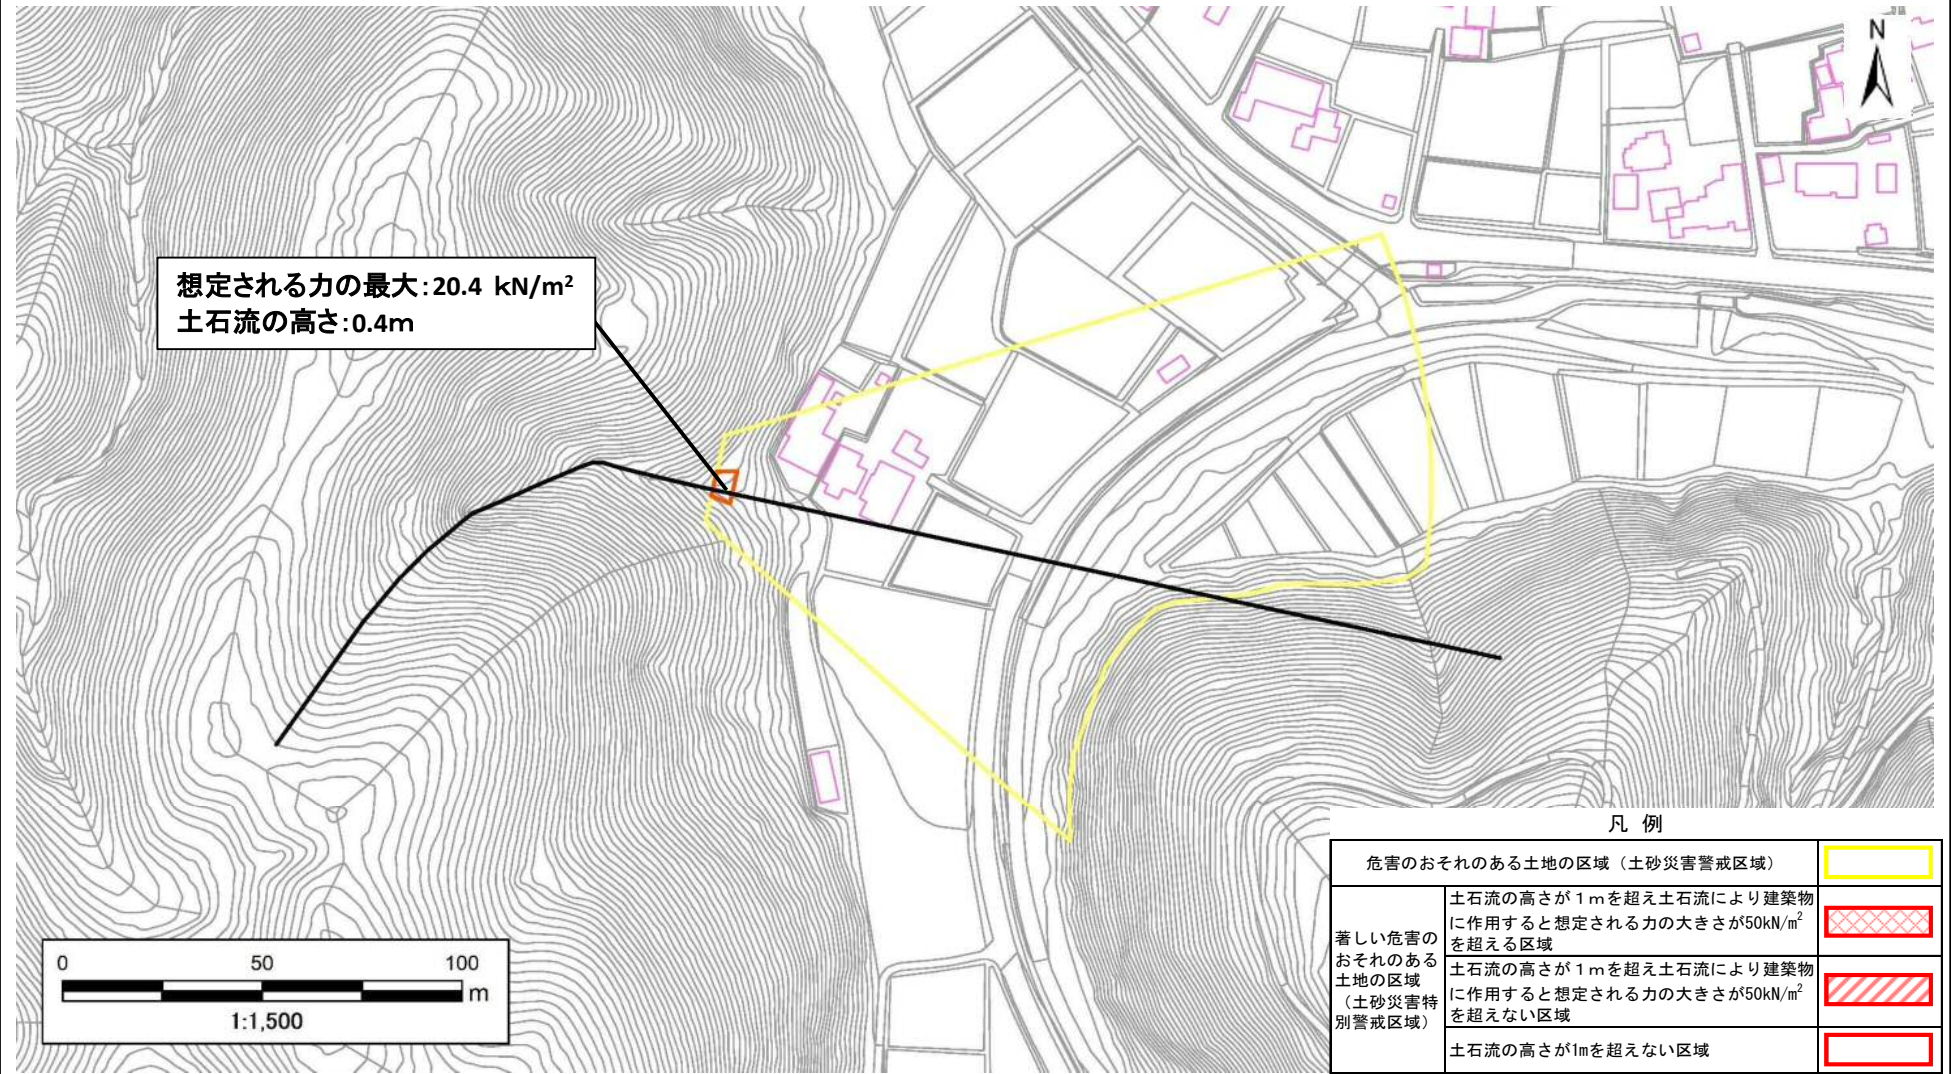 N
想定される力の最大:20.4 kN/m²
土石流の高さ:0.4m
凡 例
危害のおそれのある土地の区域（土砂災害警戒区域）
著しい危害の
おそれのある
土地の区域
（土砂災害特
別警戒区域）
土石流の高さが１ｍを超え土石流により建築物
に作用すると想定される力の大きさが50kN/m²
を超える区域
土石流の高さが１ｍを超え土石流により建築物
に作用すると想定される力の大きさが50kN/m²
を超えない区域
土石流の高さが1mを超えない区域
0 50 100
m
1:1,500